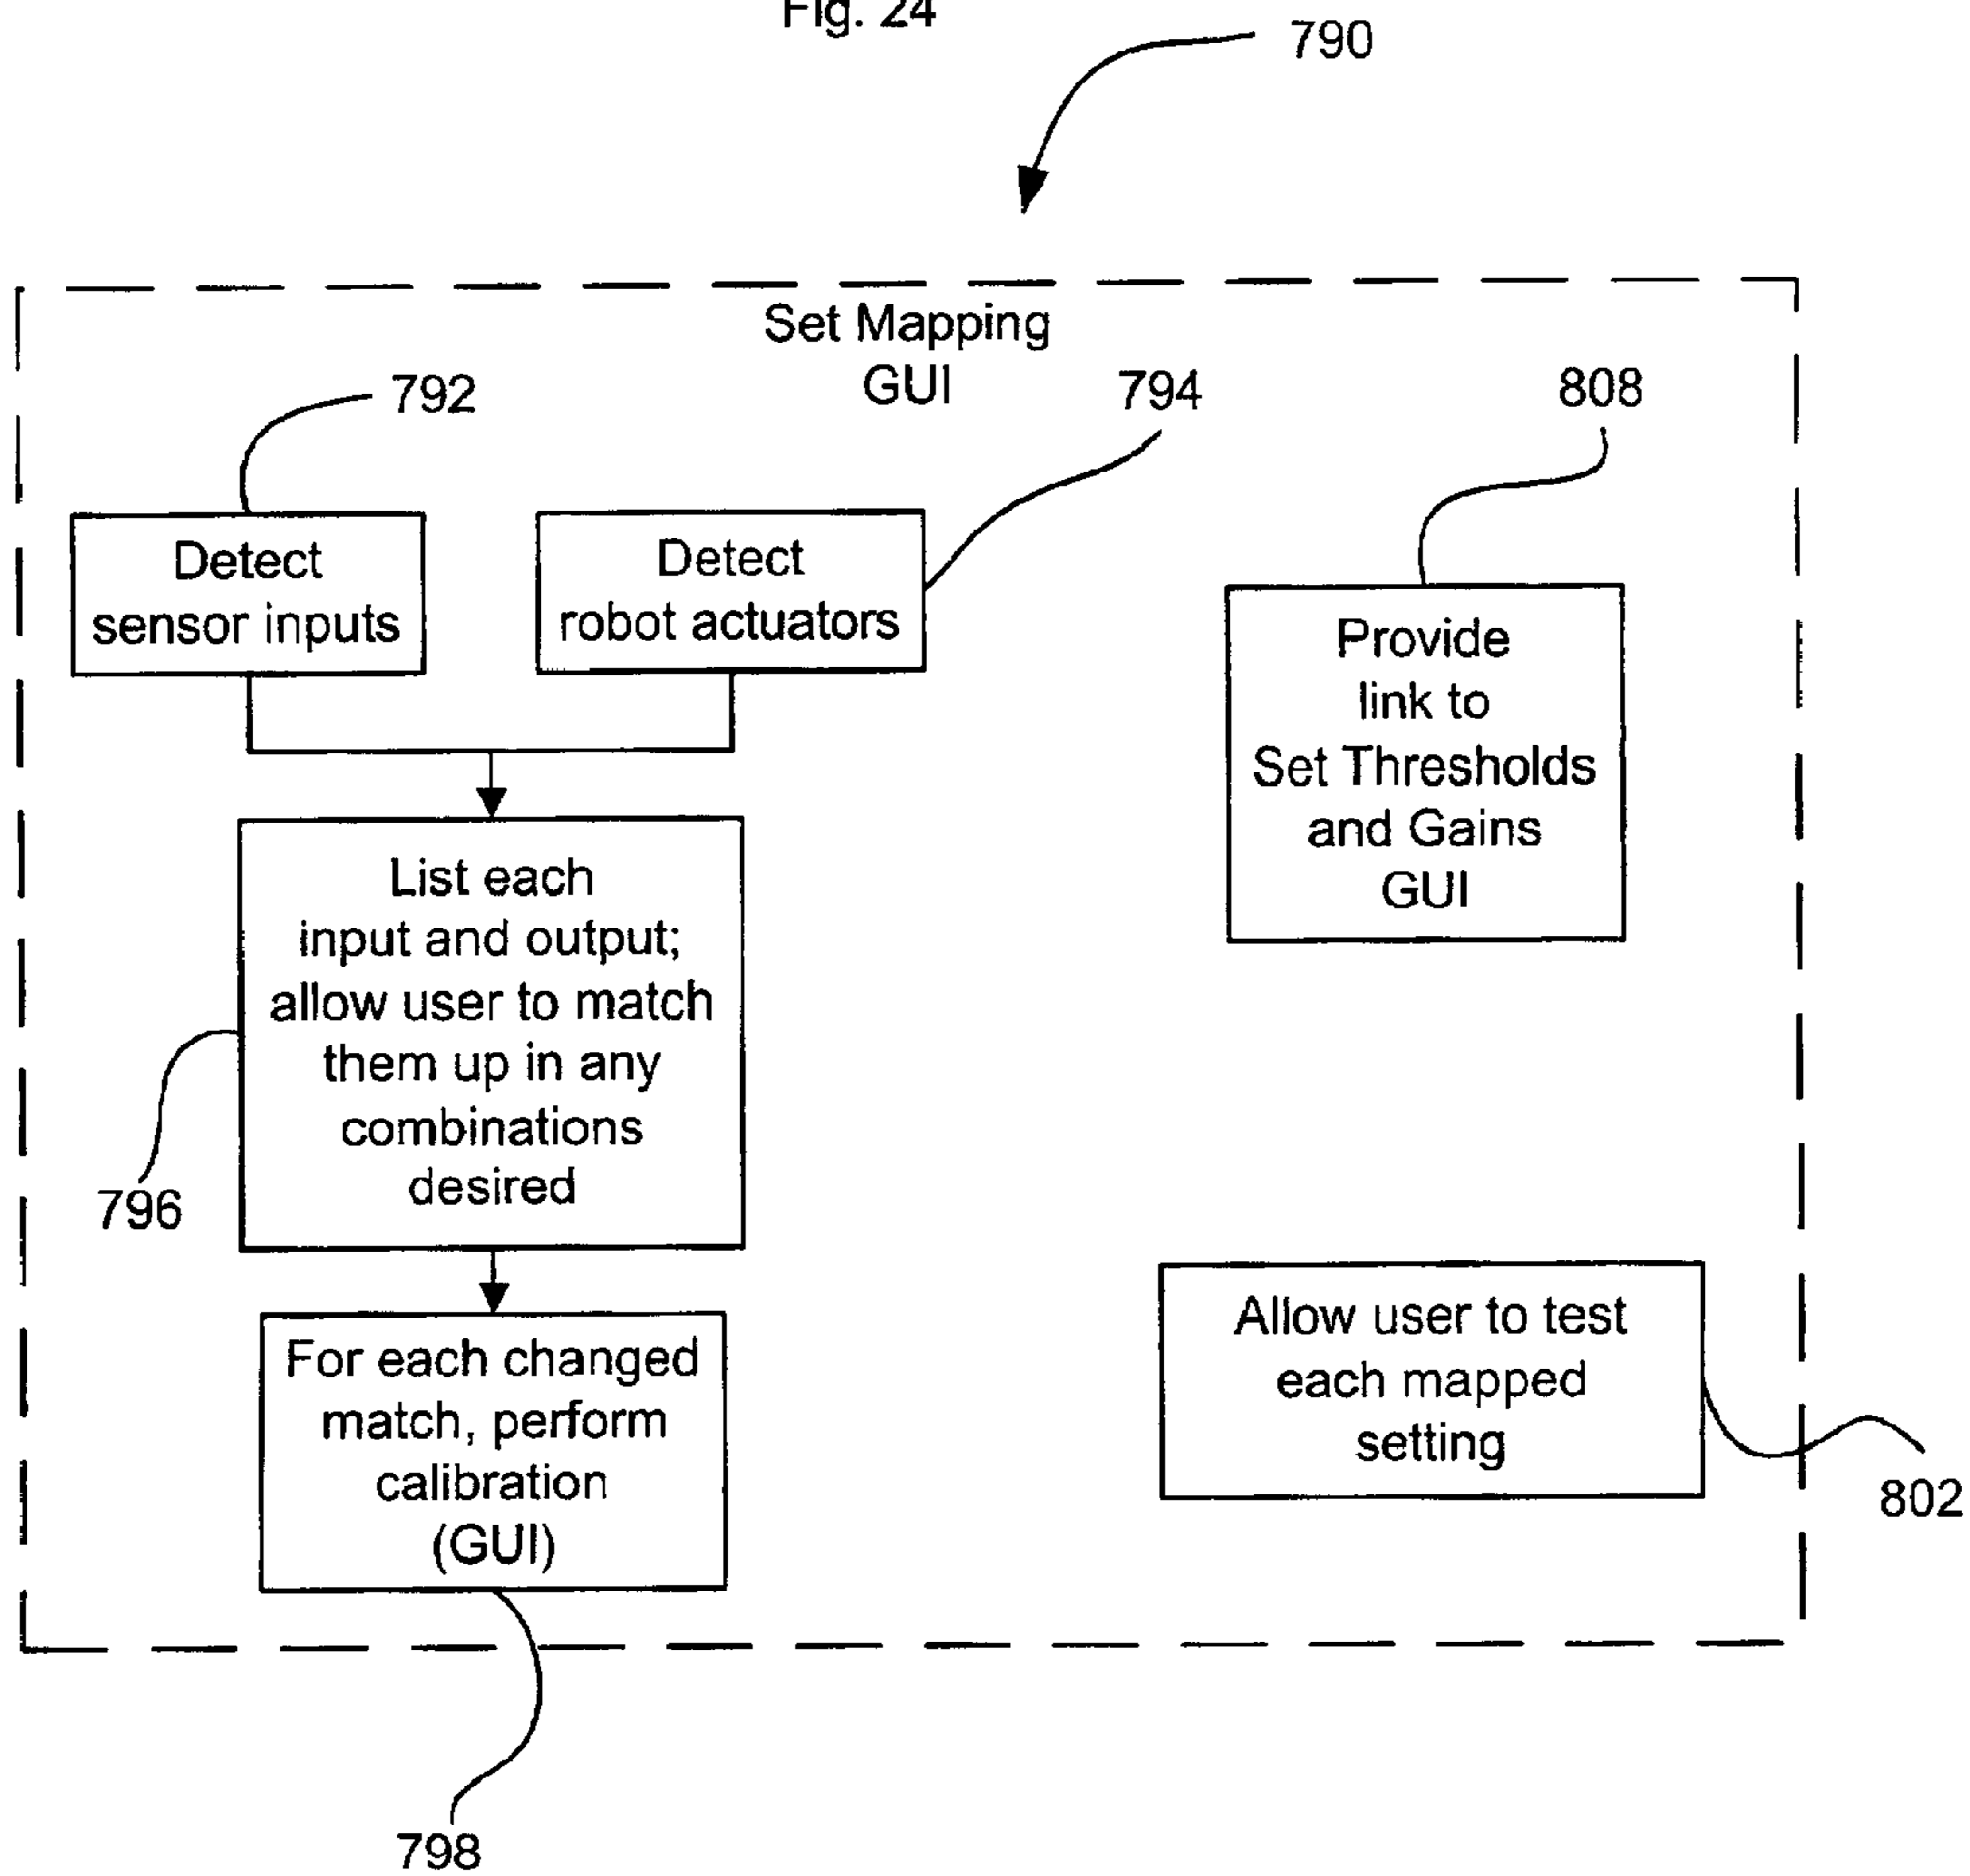 Fig. 24
790
Set Mapping
GUI
792
794
808
Detect
sensor inputs
Detect
robot actuators
Provide
link to
Set Thresholds
and Gains
GUI
List each
input and output;
allow user to match
them up in any
combinations
desired
796
For each changed
match, perform
calibration
(GUI)
Allow user to test
each mapped
setting
802
798